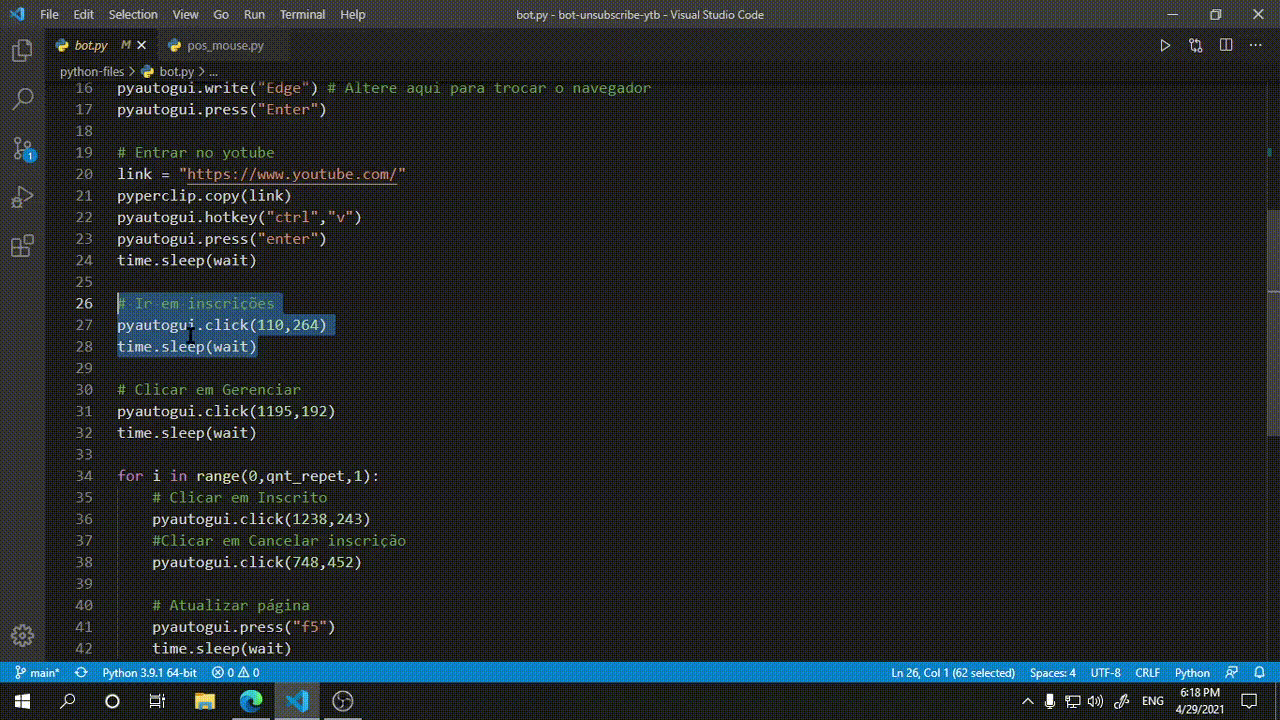 File Edit Selection View Go Run Terminal Help bot.py - bot-unsubscribe-ytb - Visual Studio Code
bot.py M pos_mouse.py
python-files > bot.py > ...
16 pyautogui.write("Edge") # Altere aqui para trocar o navegador
17 pyautogui.press("Enter")
18
19 # Entrar no yotube
20 link = "https://www.youtube.com/"
21 pyperclip.copy(link)
22 pyautogui.hotkey("ctrl","v")
23 pyautogui.press("enter")
24 time.sleep(wait)
25
26 # Ir em inscrições
27 pyautogui.click(110,264)
28 time.sleep(wait)
29
30 # Clicar em Gerenciar
31 pyautogui.click(1195,192)
32 time.sleep(wait)
33
34 for i in range(0,qnt_repet,1):
35 # Clicar em Inscrito
36 pyautogui.click(1238,243)
37 #Clicar em Cancelar inscrição
38 pyautogui.click(748,452)
39
40 # Atualizar página
41 pyautogui.press("f5")
42 time.sleep(wait)
1
main* Python 3.9.1 64-bit 0 0 Ln 26, Col 1 (62 selected) Spaces: 4 UTF-8 CRLF Python
ENG 6:18 PM
4/29/2021